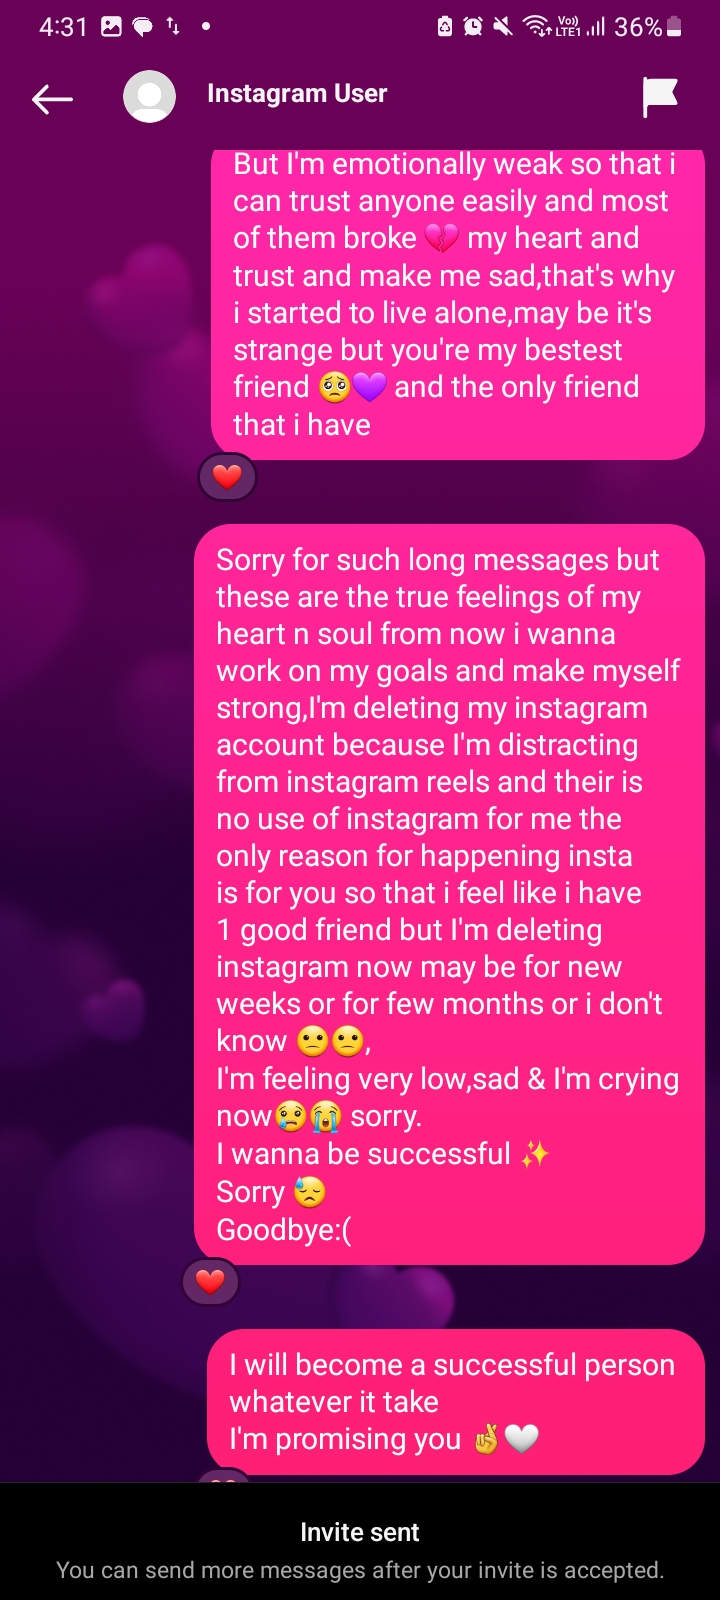 4:31
Vo))
LTE1
36%
Instagram User
But I'm emotionally weak so that i
can trust anyone easily and most
of them broke 💔 my heart and
trust and make me sad,that's why
i started to live alone,may be it's
strange but you're my bestest
friend 🥺💜 and the only friend
that i have
Sorry for such long messages but
these are the true feelings of my
heart n soul from now i wanna
work on my goals and make myself
strong,I'm deleting my instagram
account because I'm distracting
from instagram reels and their is
no use of instagram for me the
only reason for happening insta
is for you so that i feel like i have
1 good friend but I'm deleting
instagram now may be for new
weeks or for few months or i don't
know 😕😕,
I'm feeling very low,sad & I'm crying
now😢😭 sorry.
I wanna be successful ✨
Sorry 😓
Goodbye:(
I will become a successful person
whatever it take
I'm promising you 🤞🤍
Invite sent
You can send more messages after your invite is accepted.